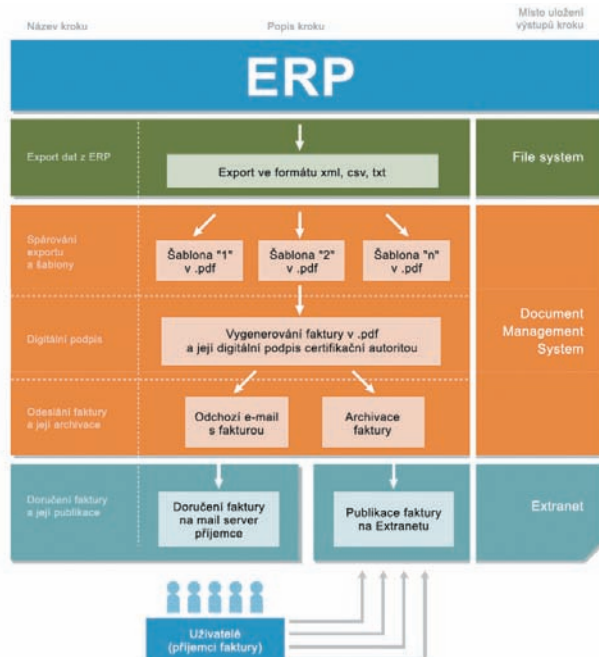 Název kroku
Popis kroku
Místo uložení
výstupů kroku
ERP
Export dat z ERP
Export ve formátu xml, csv, txt
File system
Spárování
exportu
a šablony
Šablona "1"
v .pdf
Šablona "2"
v .pdf
Šablona "n"
v .pdf
Digitální podpis
Vygenerování faktury v .pdf
a její digitální podpis certifikační autoritou
Document
Management
System
Odeslání faktury
a její archivace
Odchozí e-mail
s fakturou
Archivace
faktury
Doručení faktury
a její publikace
Doručení faktury
na mail server
příjemce
Publikace faktury
na Extranetu
Extranet
Uživatelé
(příjemci faktury)